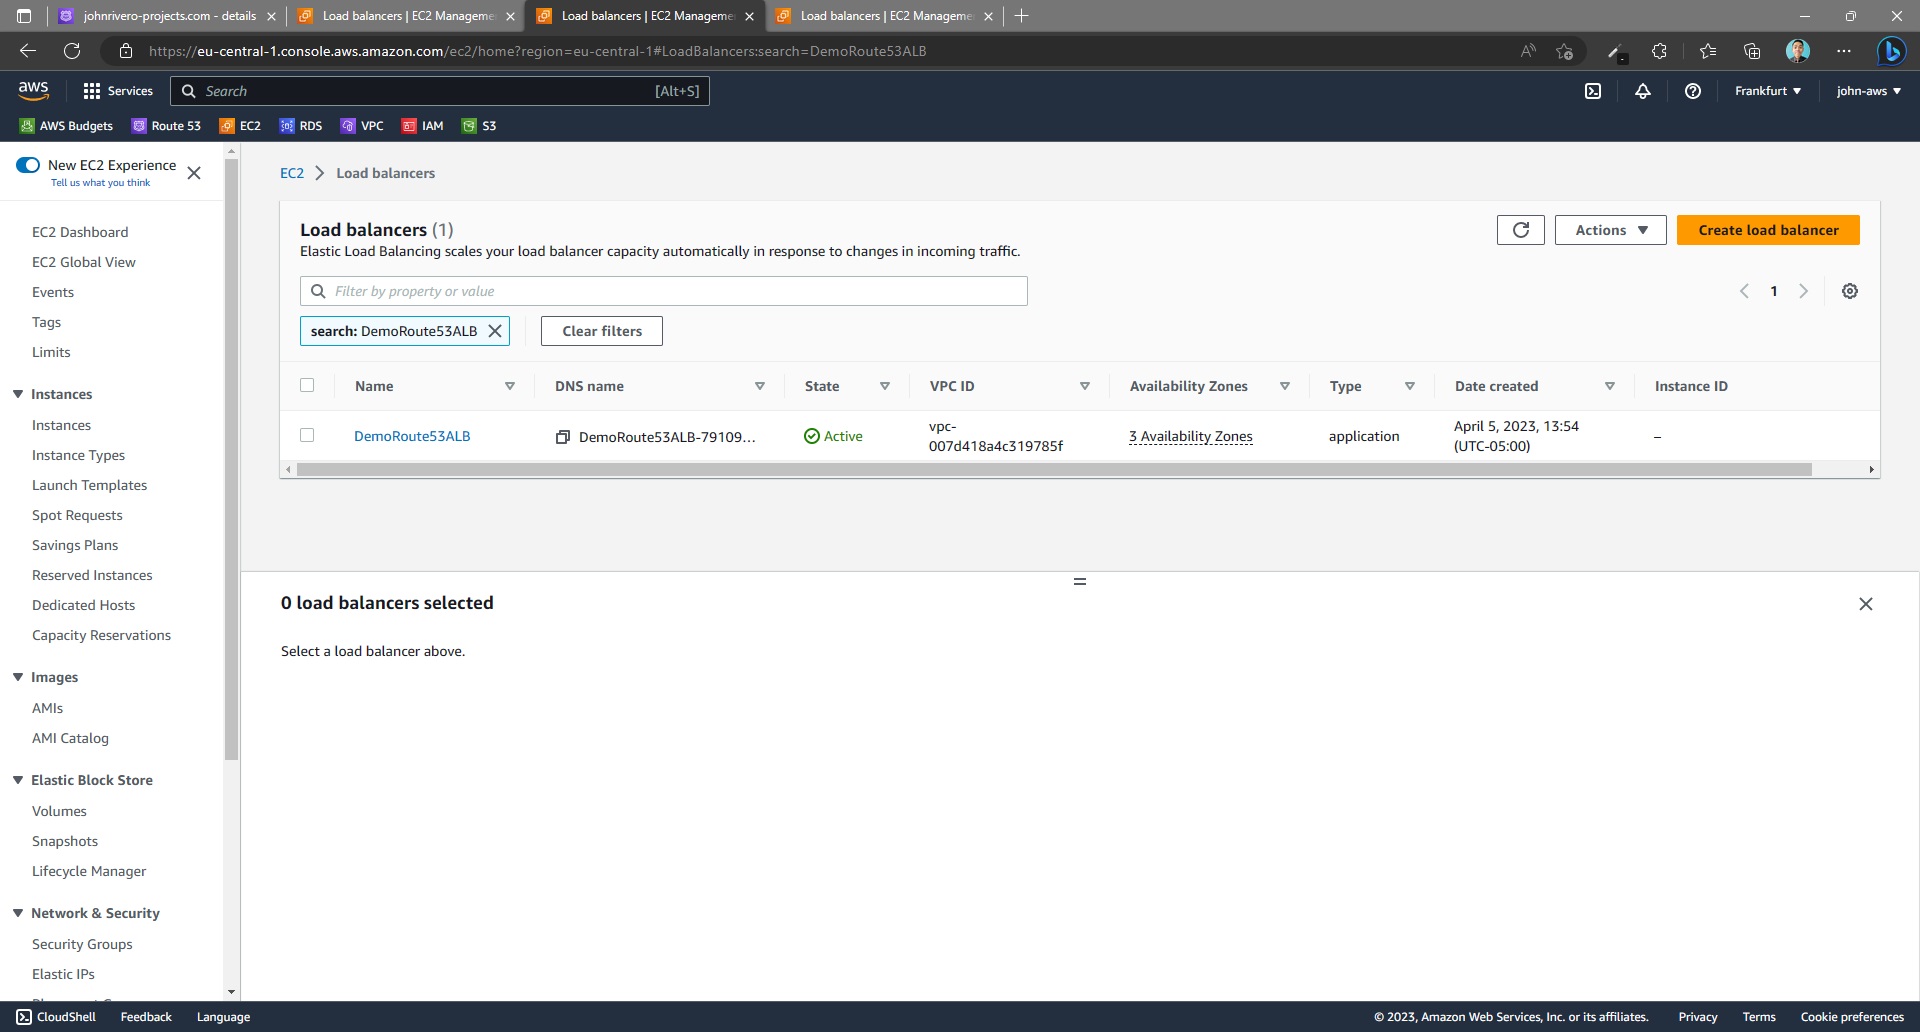 johnrivero-projects.com - details
Load balancers | EC2 Manageme
Load balancers | EC2 Manageme
Load balancers | EC2 Manageme
https://eu-central-1.console.aws.amazon.com/ec2/home?region=eu-central-1#LoadBalancers:search=DemoRoute53ALB
aws
Services
Search
[Alt+S]
Frankfurt
john-aws
AWS Budgets
Route 53
EC2
RDS
VPC
IAM
S3
New EC2 Experience
Tell us what you think
EC2 Dashboard
EC2 Global View
Events
Tags
Limits
Instances
Instances
Instance Types
Launch Templates
Spot Requests
Savings Plans
Reserved Instances
Dedicated Hosts
Capacity Reservations
Images
AMIs
AMI Catalog
Elastic Block Store
Volumes
Snapshots
Lifecycle Manager
Network & Security
Security Groups
Elastic IPs
EC2 > Load balancers
Load balancers (1)
Elastic Load Balancing scales your load balancer capacity automatically in response to changes in incoming traffic.
Actions
Create load balancer
Filter by property or value
1
search: DemoRoute53ALB
Clear filters
Name DNS name State VPC ID Availability Zones Type Date created Instance ID
DemoRoute53ALB
DemoRoute53ALB-79109...
Active
vpc-
007d418a4c319785f
3 Availability Zones
application
April 5, 2023, 13:54
(UTC-05:00)
–
0 load balancers selected
Select a load balancer above.
CloudShell
Feedback
Language
© 2023, Amazon Web Services, Inc. or its affiliates.
Privacy
Terms
Cookie preferences